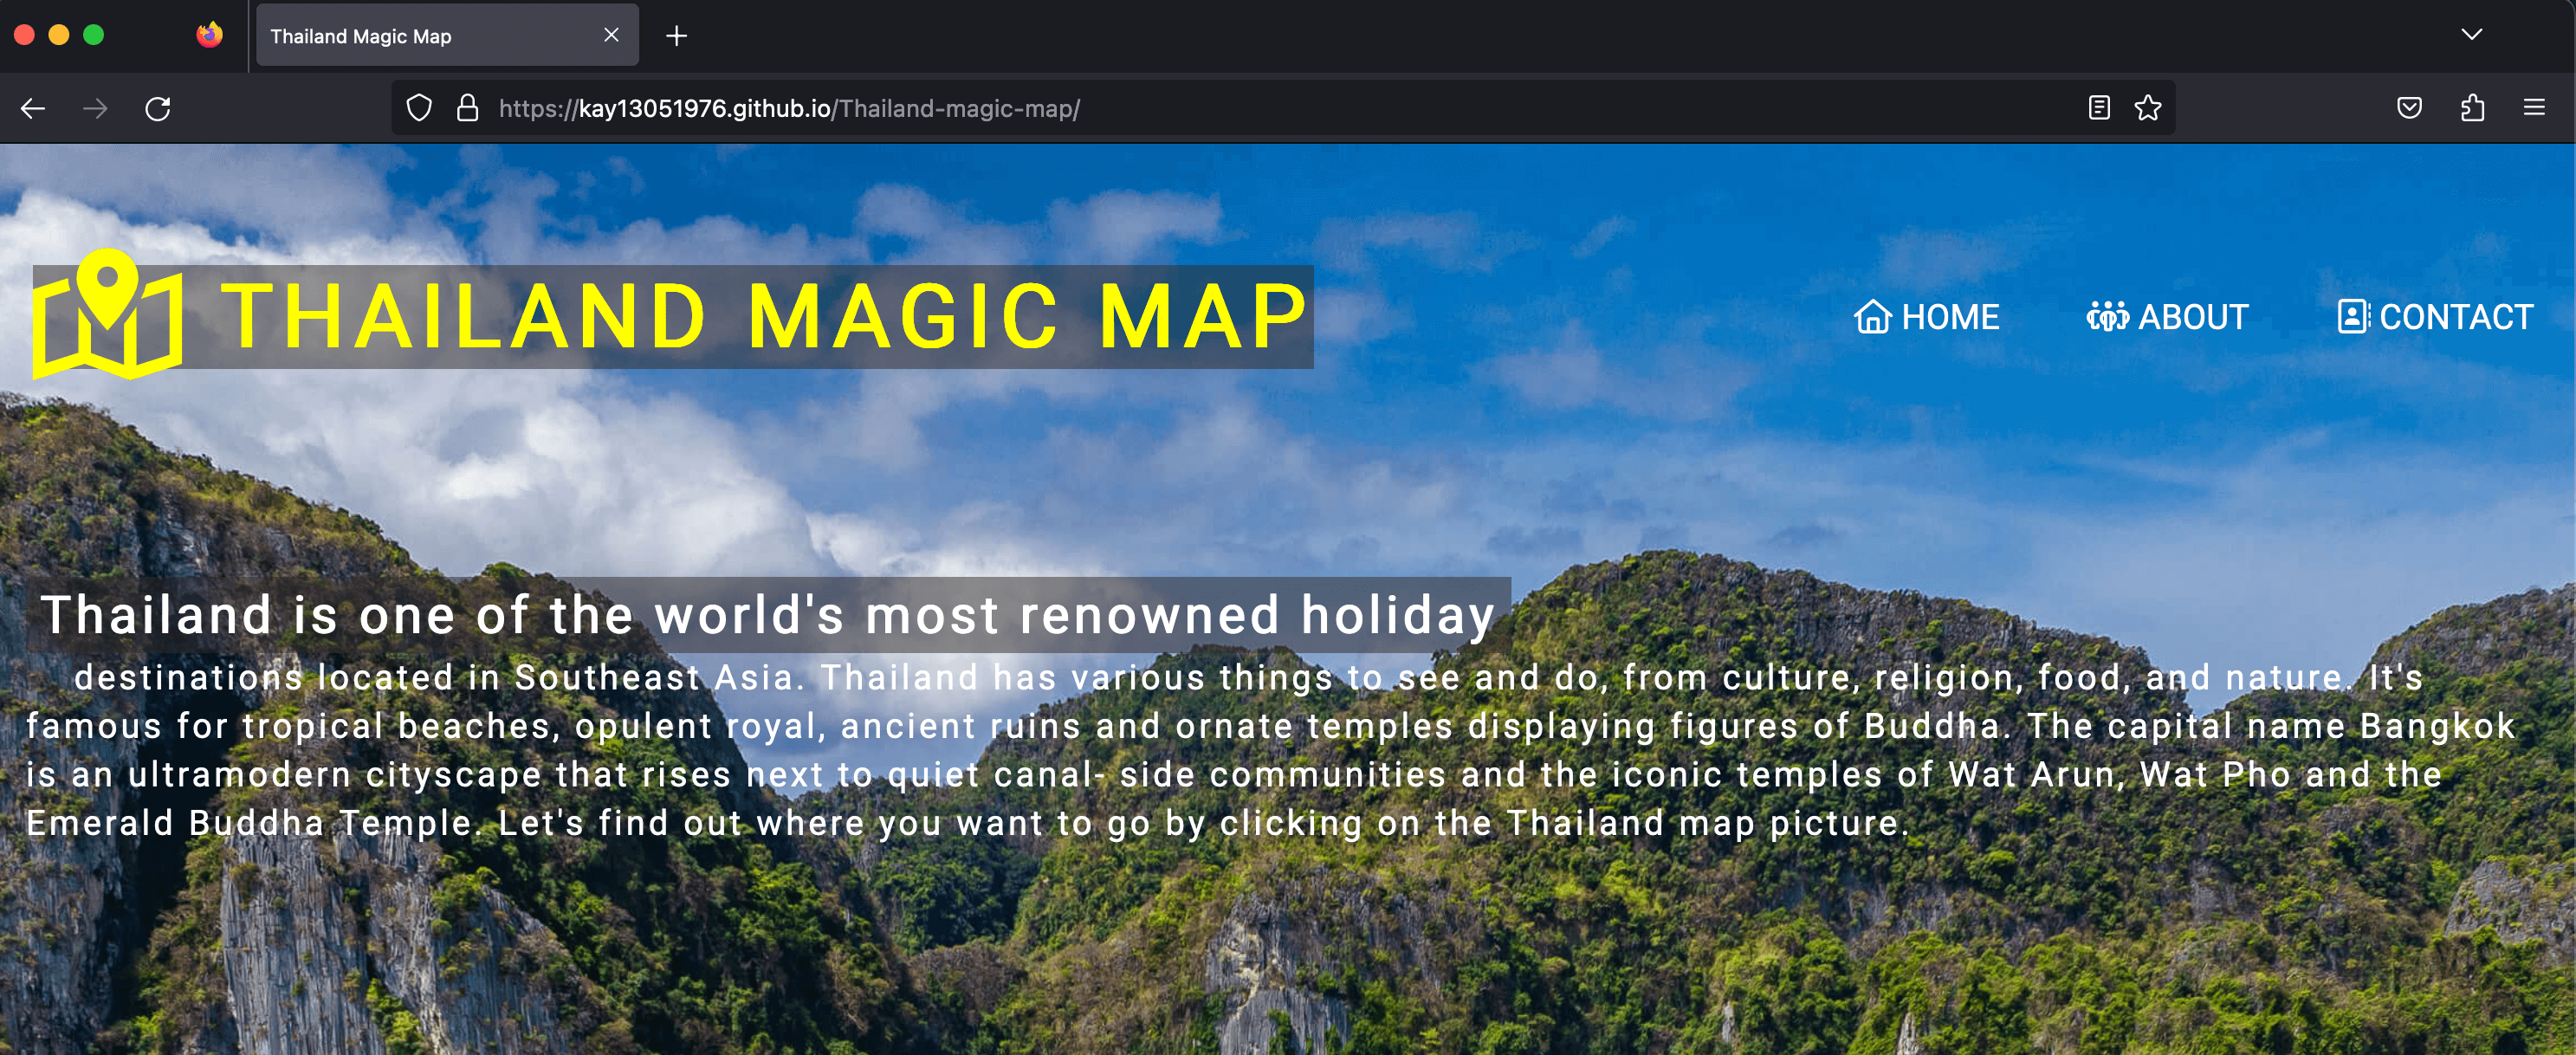 Thailand Magic Map
https://kay13051976.github.io/Thailand-magic-map/
THAILAND MAGIC MAP
HOME
ABOUT
CONTACT
Thailand is one of the world's most renowned holiday
destinations located in Southeast Asia. Thailand has various things to see and do, from culture, religion, food, and nature. It's
famous for tropical beaches, opulent royal, ancient ruins and ornate temples displaying figures of Buddha. The capital name Bangkok
is an ultramodern cityscape that rises next to quiet canal- side communities and the iconic temples of Wat Arun, Wat Pho and the
Emerald Buddha Temple. Let's find out where you want to go by clicking on the Thailand map picture.